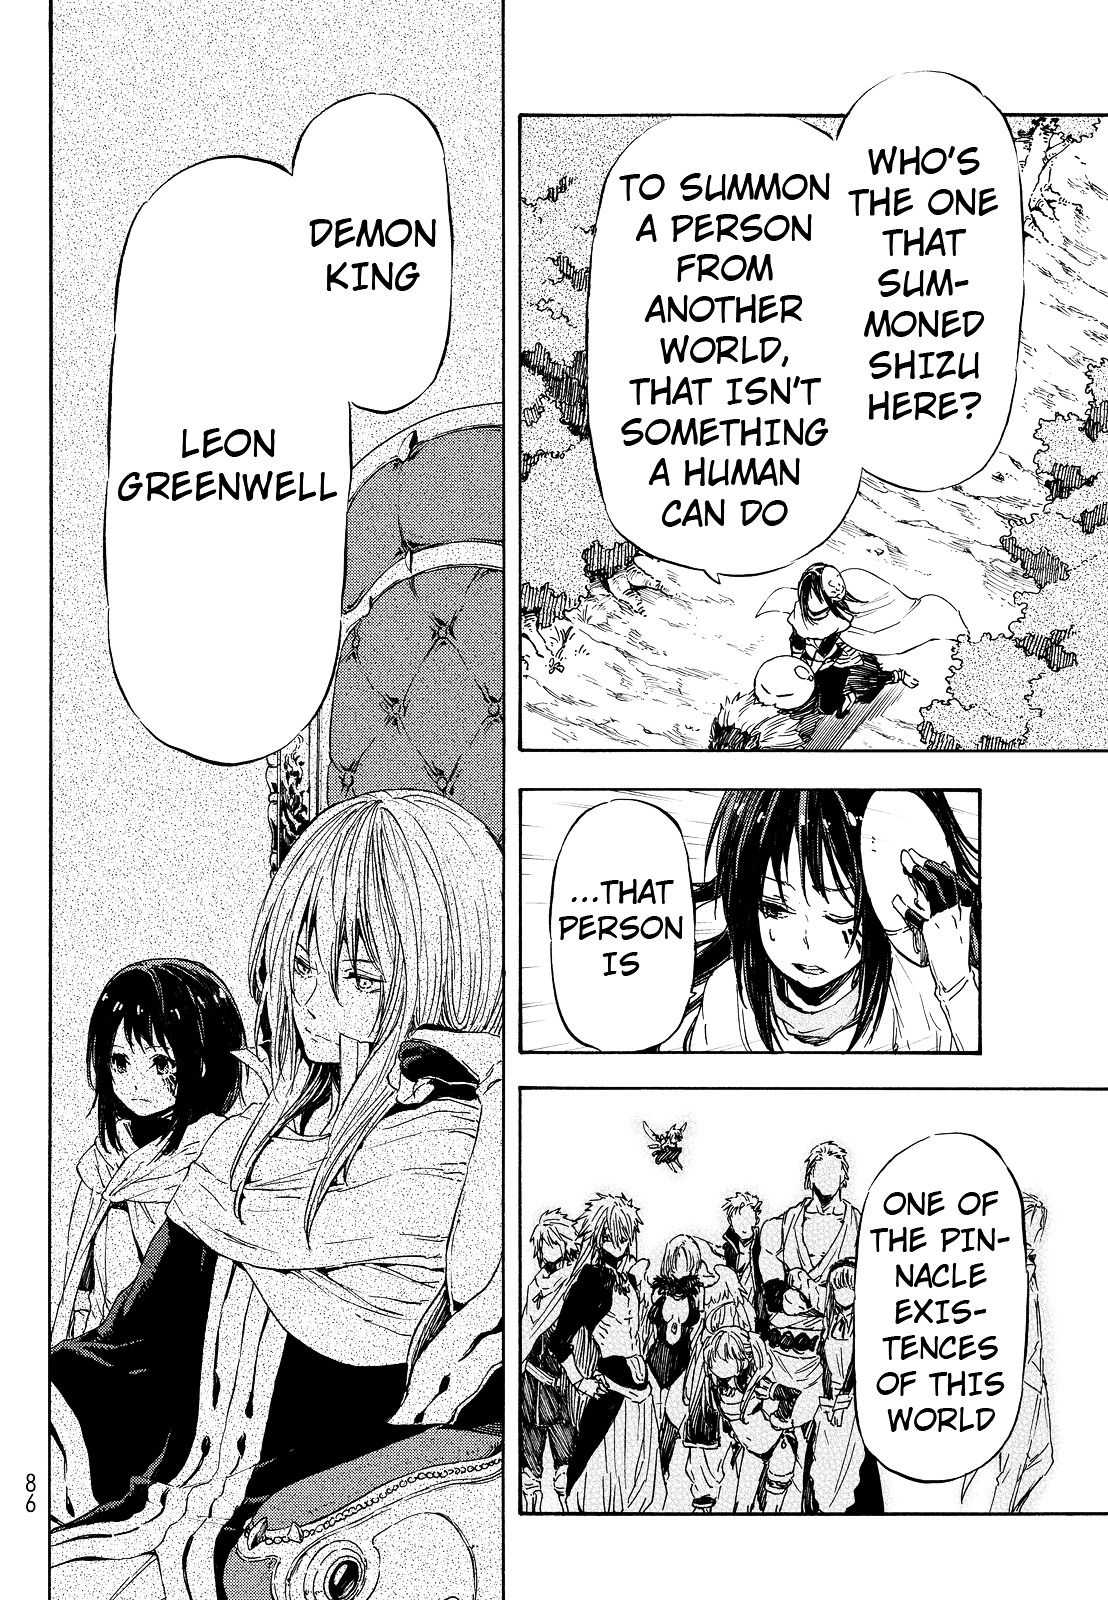 WHO'S
THE ONE
THAT
SUM-
MONED
SHIZU
HERE?
TO SUMMON
A PERSON
FROM
ANOTHER
WORLD,
THAT ISN'T
SOMETHING
A HUMAN
CAN DO
...THAT
PERSON
IS
ONE OF
THE PIN-
NACLE
EXIS-
TENCES
OF THIS
WORLD
DEMON
KING
LEON
GREENWELL
86